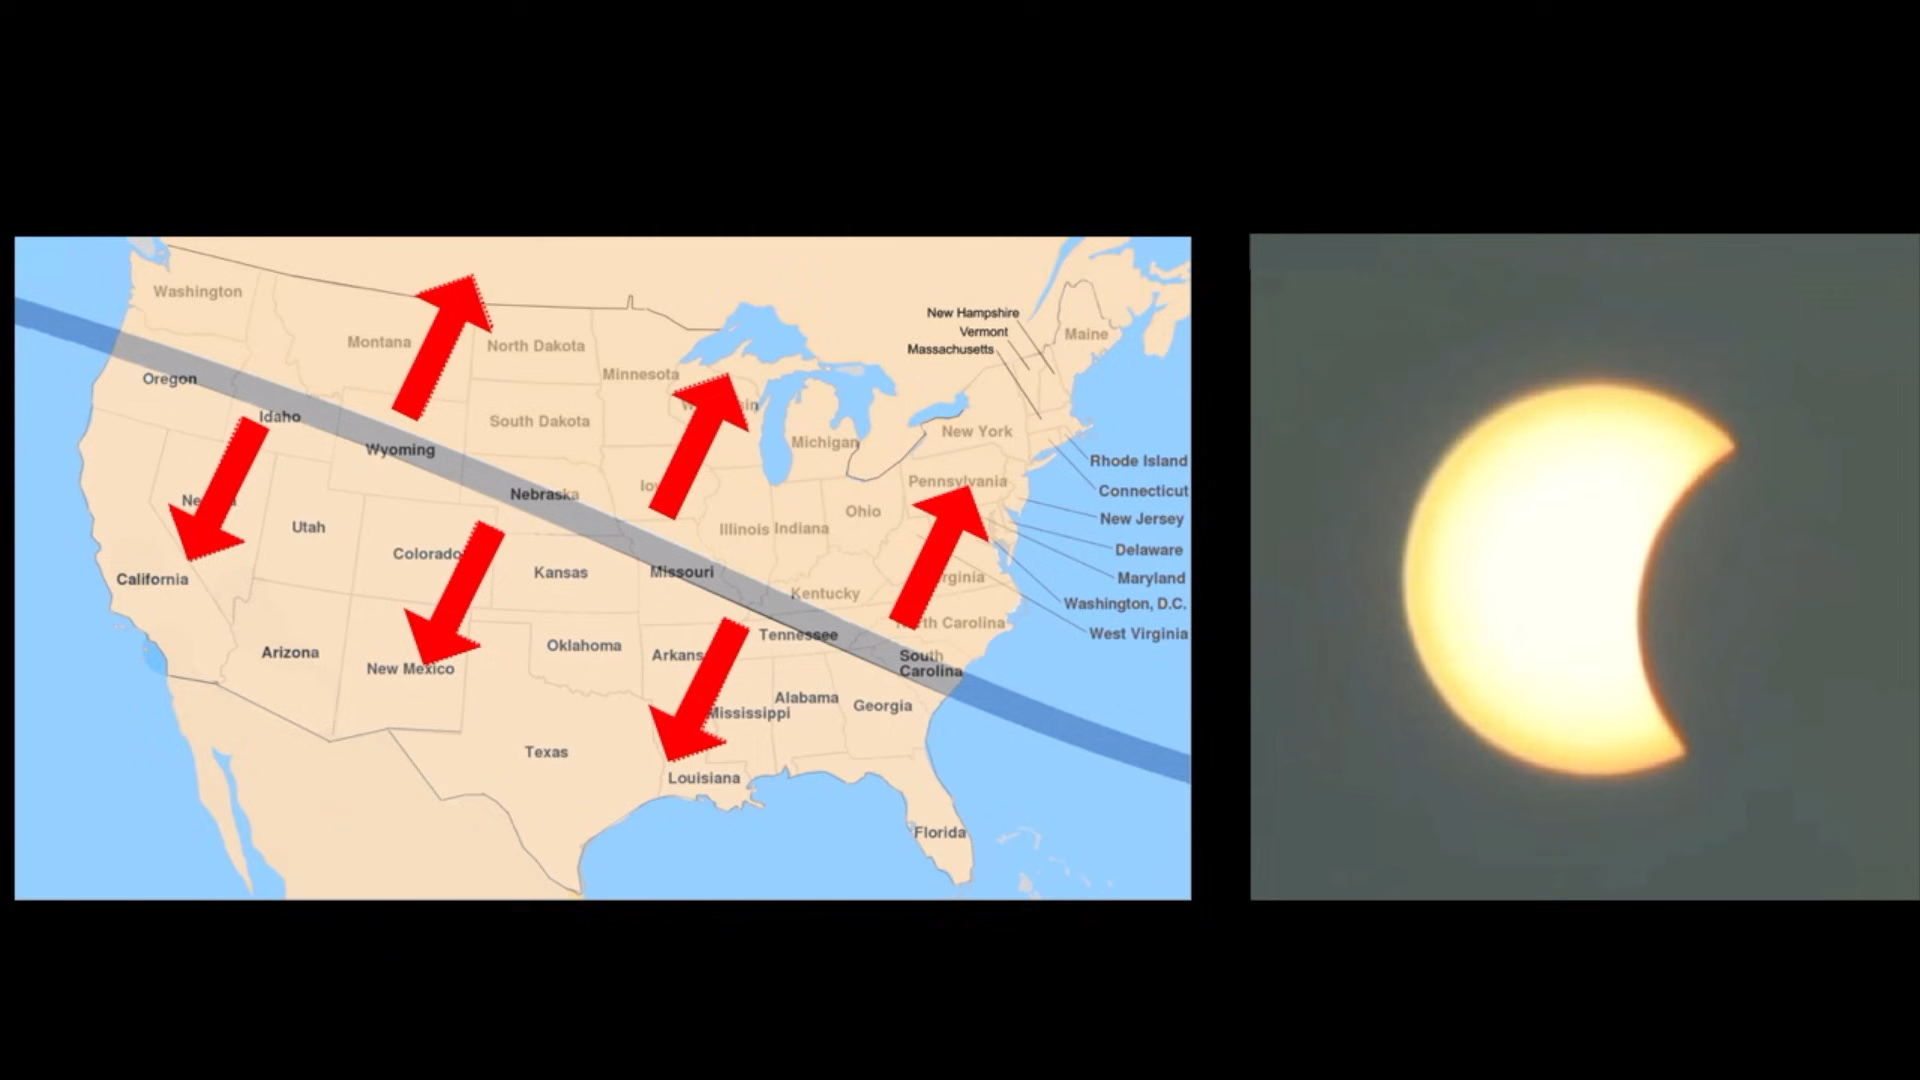 Washington
Montana
North Dakota
Minnesota
New Hampshire
Vermont
Massachusetts
Maine
Oregon
Idaho
Wyoming
South Dakota
Michigan
New York
Rhode Island
Connecticut
New Jersey
Delaware
Maryland
Washington, D.C.
West Virginia
Pennsylvania
Nebraska
Ohio
Illinois Indiana
Utah
Colorado
Kansas
Missouri
Kentucky
California
Arizona
New Mexico
Oklahoma
Arkans
Tennessee
South
Carolina
Carolina
Mississippi
Alabama
Georgia
Texas
Louisiana
Florida